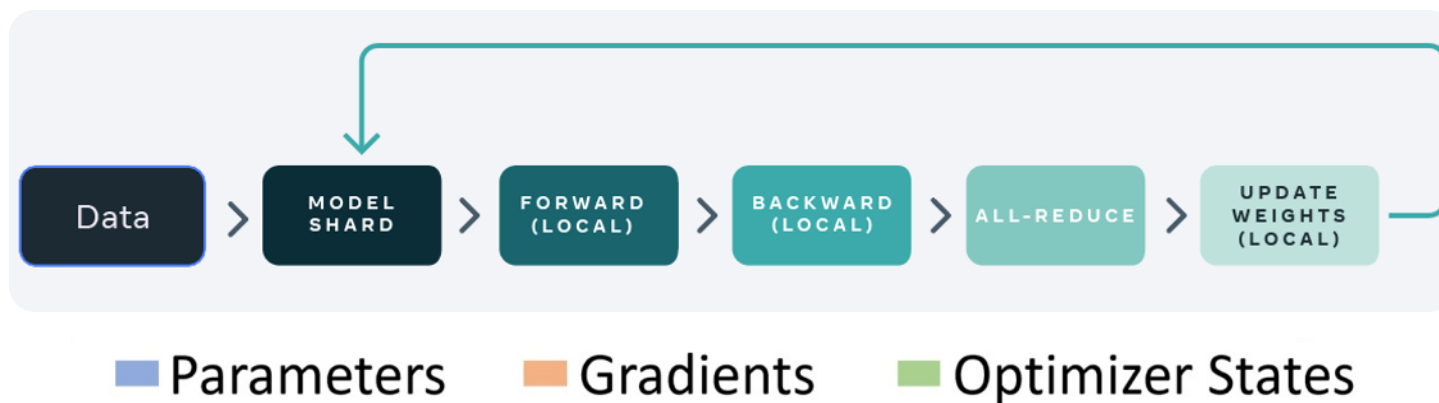 Data
MODEL
SHARD
FORWARD
(LOCAL)
BACKWARD
(LOCAL)
ALL-REDUCE
UPDATE
WEIGHTS
(LOCAL)
Parameters
Gradients
Optimizer States